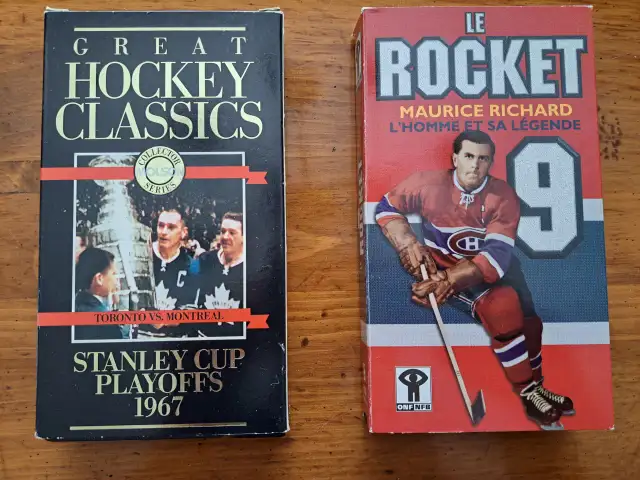 GREAT
HOCKEY
CLASSICS
COLLECTOR
MOLSON
SERIES
C
TORONTO VS. MONTREAL
STANLEY CUP
PLAYOFFS
1967
LE
ROCKET
MAURICE RICHARD
L'HOMME ET SA LÉGENDE
9
ONF NFB